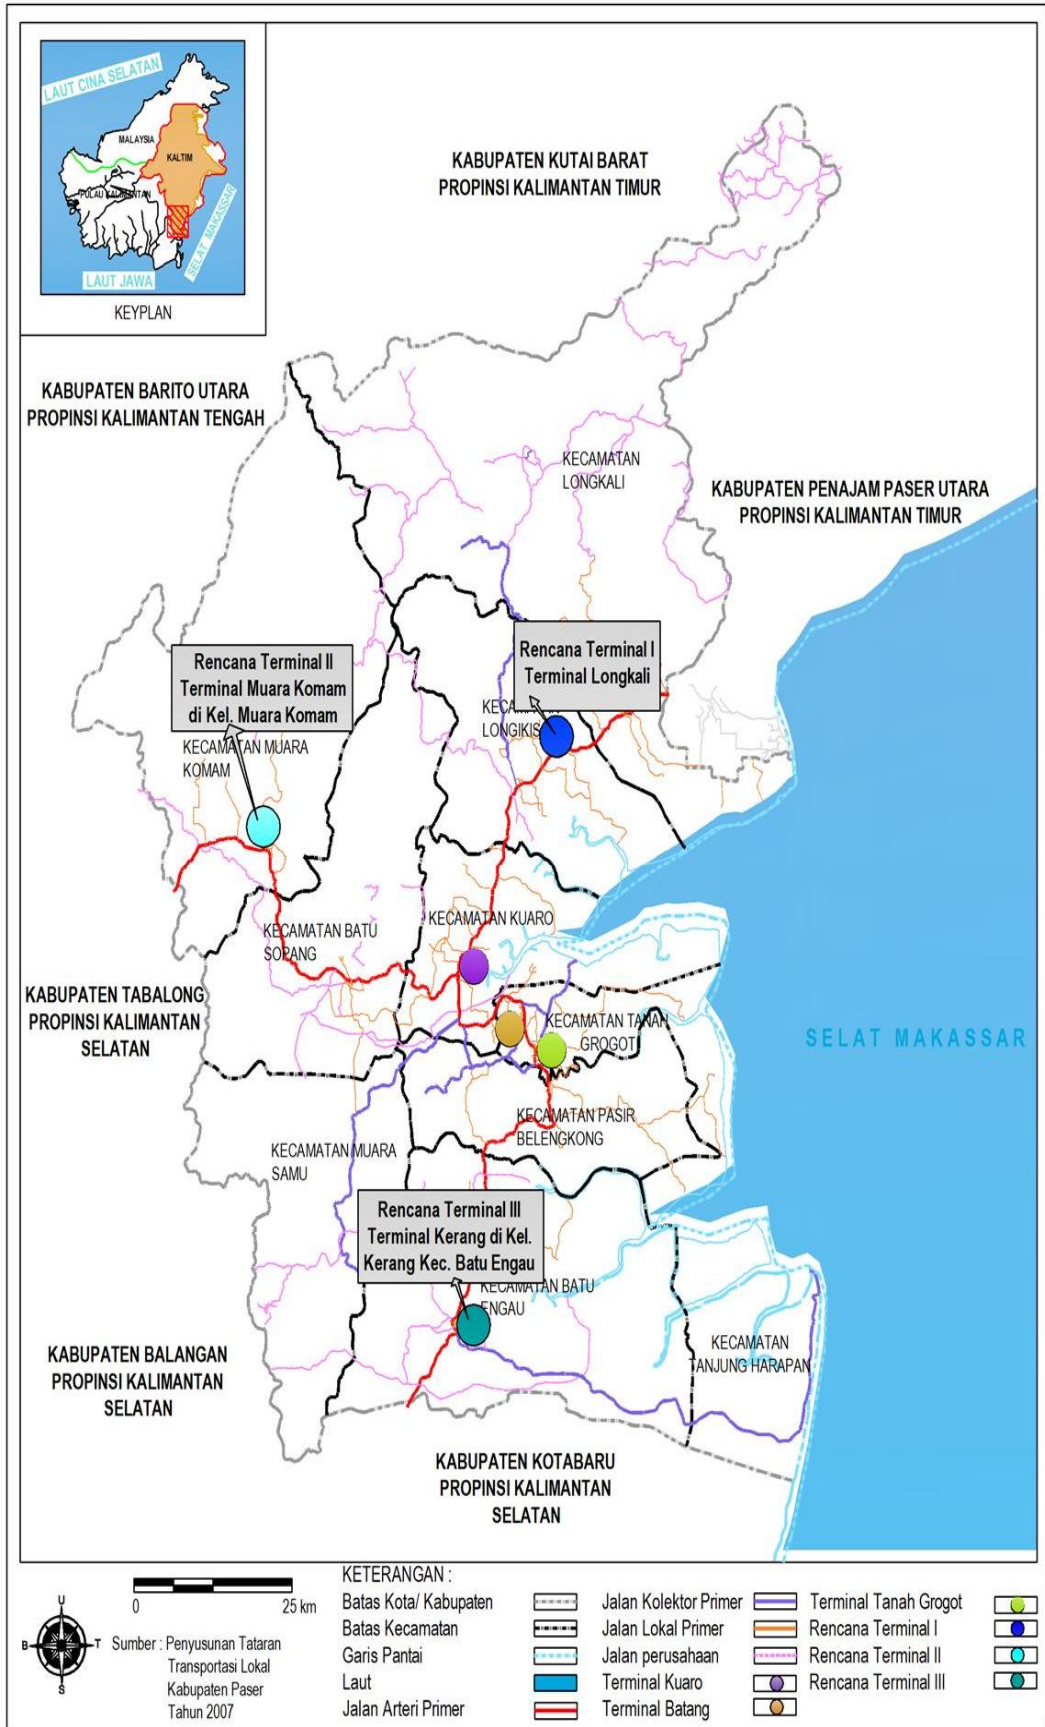 LAUT CINA SELATAN
MALAYSIA
KALTIM
PULAU KALIMANTAN
SELAT MAKASSAR
LAUT JAWA
KEYPLAN
KABUPATEN KUTAI BARAT
PROPINSI KALIMANTAN TIMUR
KABUPATEN BARITO UTARA
PROPINSI KALIMANTAN TENGAH
KECAMATAN
LONGKALI
KABUPATEN PENAJAM PASER UTARA
PROPINSI KALIMANTAN TIMUR
Rencana Terminal I
Terminal Longkali
Rencana Terminal II
Terminal Muara Komam
di Kel. Muara Komam
KECAMATAN
LONGIKIS
KECAMATAN MUARA
KOMAM
KECAMATAN KUARO
KECAMATAN BATU
SOPANG
KABUPATEN TABALONG
PROPINSI KALIMANTAN
SELATAN
KECAMATAN TANAH
GROGOT
SELAT MAKASSAR
KECAMATAN PASIR
BELENGKONG
KECAMATAN MUARA
SAMU
Rencana Terminal III
Terminal Kerang di Kel.
Kerang Kec. Batu Engau
KECAMATAN BATU
ENGAU
KECAMATAN
TANJUNG HARAPAN
KABUPATEN BALANGAN
PROPINSI KALIMANTAN
SELATAN
KABUPATEN KOTABARU
PROPINSI KALIMANTAN
SELATAN
U
B
T
S
0 25 km
Sumber : Penyusunan Tataran
Transportasi Lokal
Kabupaten Paser
Tahun 2007
KETERANGAN :
Batas Kota/ Kabupaten
Batas Kecamatan
Garis Pantai
Laut
Jalan Arteri Primer
Jalan Kolektor Primer
Jalan Lokal Primer
Jalan perusahaan
Terminal Kuaro
Terminal Batang
Terminal Tanah Grogot
Rencana Terminal I
Rencana Terminal II
Rencana Terminal III